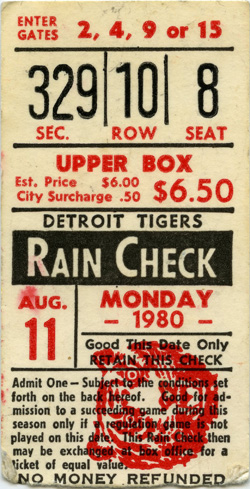 ENTER GATES 2, 4, 9 or 15
329 10 8
SEC. ROW SEAT
UPPER BOX
Est. Price $6.00
City Surcharge .50 $6.50
DETROIT TIGERS
RAIN CHECK
AUG. 11
MONDAY
– 1980 –
Good This Date Only
RETAIN THIS CHECK
Admit One— Subject to the conditions set
forth on the back hereof. Good for ad-
mission to a succeeding game during this
season only if a regulation game is not
played on this date. This Rain Check then
may be exchanged at box office for a
ticket of equal value.
NO MONEY REFUNDED